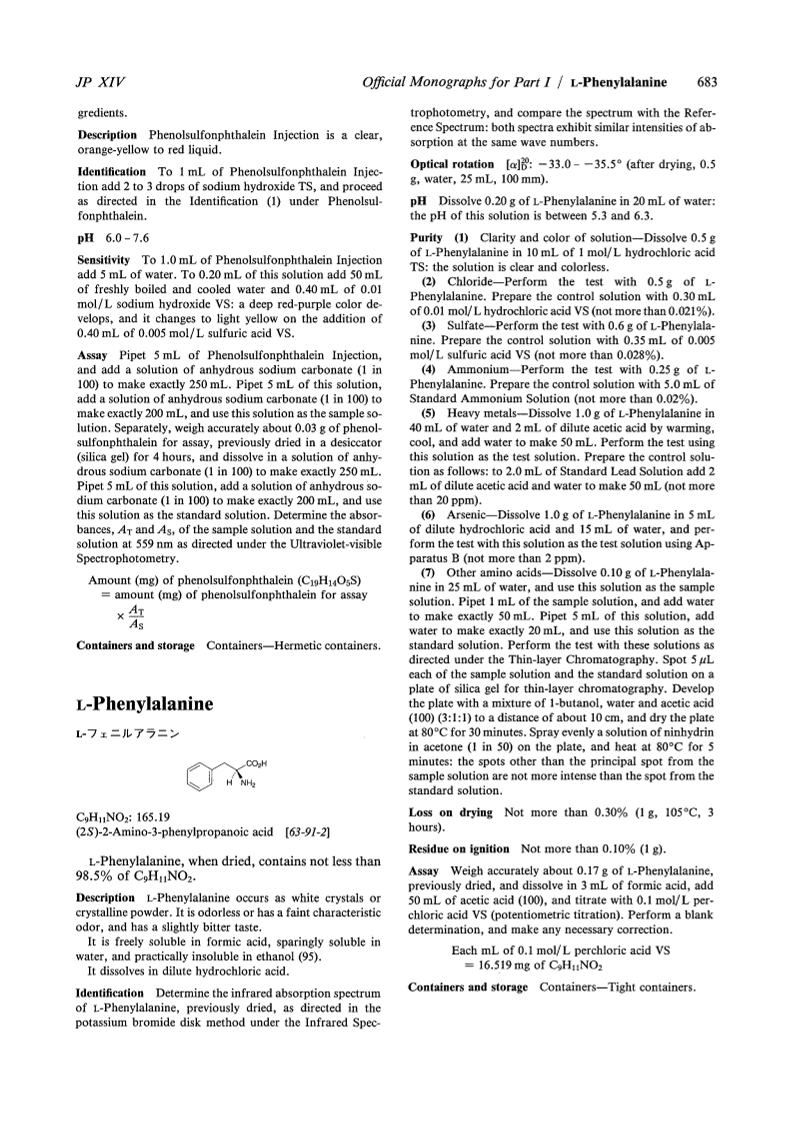 JP XIV
Official Monographs for Part I / L-Phenylalanine 683
gredients.
Description Phenolsulfonphthalein Injection is a clear,
orange-yellow to red liquid.
Identification To 1 mL of Phenolsulfonphthalein Injec-
tion add 2 to 3 drops of sodium hydroxide TS, and proceed
as directed in the Identification (1) under Phenolsul-
fonphthalein.
pH 6.0 – 7.6
Sensitivity To 1.0 mL of Phenolsulfonphthalein Injection
add 5 mL of water. To 0.20 mL of this solution add 50 mL
of freshly boiled and cooled water and 0.40 mL of 0.01
mol/L sodium hydroxide VS: a deep red-purple color de-
velops, and it changes to light yellow on the addition of
0.40 mL of 0.005 mol/L sulfuric acid VS.
Assay Pipet 5 mL of Phenolsulfonphthalein Injection,
and add a solution of anhydrous sodium carbonate (1 in
100) to make exactly 250 mL. Pipet 5 mL of this solution,
add a solution of anhydrous sodium carbonate (1 in 100) to
make exactly 200 mL, and use this solution as the sample so-
lution. Separately, weigh accurately about 0.03 g of phenol-
sulfonphthalein for assay, previously dried in a desiccator
(silica gel) for 4 hours, and dissolve in a solution of anhy-
drous sodium carbonate (1 in 100) to make exactly 250 mL.
Pipet 5 mL of this solution, add a solution of anhydrous so-
dium carbonate (1 in 100) to make exactly 200 mL, and use
this solution as the standard solution. Determine the absor-
bances, A_T and A_S, of the sample solution and the standard
solution at 559 nm as directed under the Ultraviolet-visible
Spectrophotometry.
Amount (mg) of phenolsulfonphthalein (C₁₉H₁₄O₅S)
= amount (mg) of phenolsulfonphthalein for assay
× A_T
A_S
Containers and storage Containers—Hermetic containers.
L-Phenylalanine
L-フェニルアラニン
CO₂H
H NH₂
C₉H₁₁NO₂: 165.19
(2S)-2-Amino-3-phenylpropanoic acid [63-91-2]
L-Phenylalanine, when dried, contains not less than
98.5% of C₉H₁₁NO₂.
Description L-Phenylalanine occurs as white crystals or
crystalline powder. It is odorless or has a faint characteristic
odor, and has a slightly bitter taste.
It is freely soluble in formic acid, sparingly soluble in
water, and practically insoluble in ethanol (95).
It dissolves in dilute hydrochloric acid.
Identification Determine the infrared absorption spectrum
of L-Phenylalanine, previously dried, as directed in the
potassium bromide disk method under the Infrared Spec-
trophotometry, and compare the spectrum with the Refer-
ence Spectrum: both spectra exhibit similar intensities of ab-
sorption at the same wave numbers.
Optical rotation [α]²⁰_D: −33.0 – −35.5° (after drying, 0.5
g, water, 25 mL, 100 mm).
pH Dissolve 0.20 g of L-Phenylalanine in 20 mL of water:
the pH of this solution is between 5.3 and 6.3.
Purity (1) Clarity and color of solution—Dissolve 0.5 g
of L-Phenylalanine in 10 mL of 1 mol/L hydrochloric acid
TS: the solution is clear and colorless.
(2) Chloride—Perform the test with 0.5 g of L-
Phenylalanine. Prepare the control solution with 0.30 mL
of 0.01 mol/L hydrochloric acid VS (not more than 0.021%).
(3) Sulfate—Perform the test with 0.6 g of L-Phenylala-
nine. Prepare the control solution with 0.35 mL of 0.005
mol/L sulfuric acid VS (not more than 0.028%).
(4) Ammonium—Perform the test with 0.25 g of L-
Phenylalanine. Prepare the control solution with 5.0 mL of
Standard Ammonium Solution (not more than 0.02%).
(5) Heavy metals—Dissolve 1.0 g of L-Phenylalanine in
40 mL of water and 2 mL of dilute acetic acid by warming,
cool, and add water to make 50 mL. Perform the test using
this solution as the test solution. Prepare the control solu-
tion as follows: to 2.0 mL of Standard Lead Solution add 2
mL of dilute acetic acid and water to make 50 mL (not more
than 20 ppm).
(6) Arsenic—Dissolve 1.0 g of L-Phenylalanine in 5 mL
of dilute hydrochloric acid and 15 mL of water, and per-
form the test with this solution as the test solution using Ap-
paratus B (not more than 2 ppm).
(7) Other amino acids—Dissolve 0.10 g of L-Phenylala-
nine in 25 mL of water, and use this solution as the sample
solution. Pipet 1 mL of the sample solution, and add water
to make exactly 50 mL. Pipet 5 mL of this solution, add
water to make exactly 20 mL, and use this solution as the
standard solution. Perform the test with these solutions as
directed under the Thin-layer Chromatography. Spot 5 μL
each of the sample solution and the standard solution on a
plate of silica gel for thin-layer chromatography. Develop
the plate with a mixture of 1-butanol, water and acetic acid
(100) (3:1:1) to a distance of about 10 cm, and dry the plate
at 80°C for 30 minutes. Spray evenly a solution of ninhydrin
in acetone (1 in 50) on the plate, and heat at 80°C for 5
minutes: the spots other than the principal spot from the
sample solution are not more intense than the spot from the
standard solution.
Loss on drying Not more than 0.30% (1 g, 105°C, 3
hours).
Residue on ignition Not more than 0.10% (1 g).
Assay Weigh accurately about 0.17 g of L-Phenylalanine,
previously dried, and dissolve in 3 mL of formic acid, add
50 mL of acetic acid (100), and titrate with 0.1 mol/L per-
chloric acid VS (potentiometric titration). Perform a blank
determination, and make any necessary correction.
Each mL of 0.1 mol/L perchloric acid VS
= 16.519 mg of C₉H₁₁NO₂
Containers and storage Containers—Tight containers.